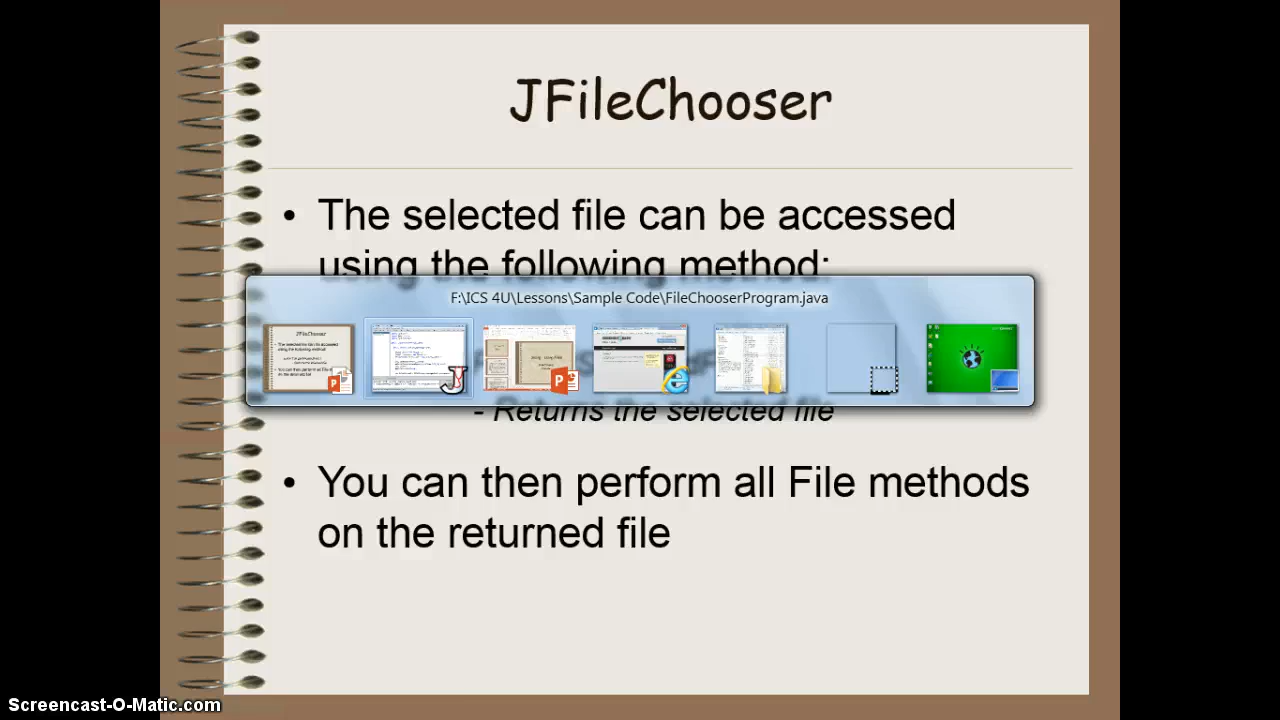 JFileChooser
• The selected file can be accessed
using the following method:
F:\ICS 4U\Lessons\Sample Code\FileChooserProgram.java
- Returns the selected file
• You can then perform all File methods
on the returned file
Screencast-O-Matic.com